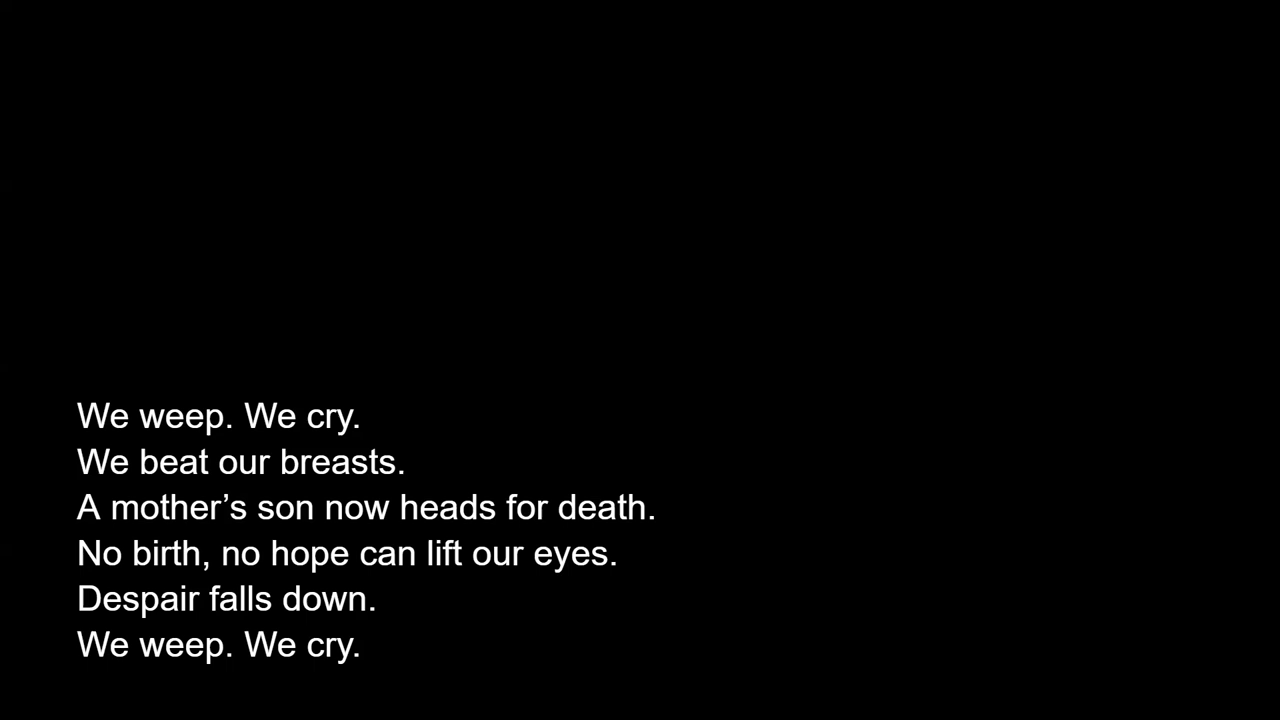 We weep. We cry.
We beat our breasts.
A mother’s son now heads for death.
No birth, no hope can lift our eyes.
Despair falls down.
We weep. We cry.